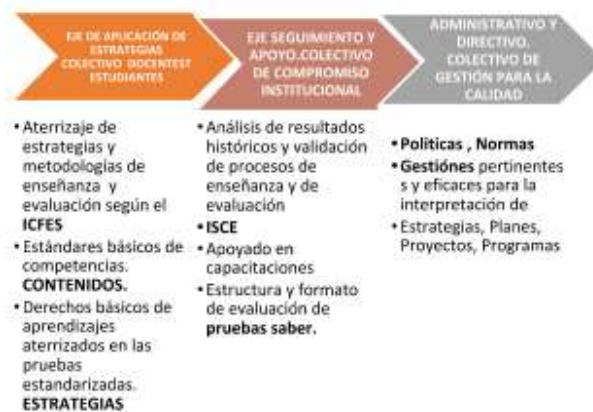 EJE DE APLICACIÓN DE
ESTRATEGIAS
COLECTIVO DOCENTEST
ESTUDIANTES
• Aterrizaje de
estrategias y
metodologías de
enseñanza y
evaluación según el
ICFES
• Estándares básicos de
competencias.
CONTENIDOS.
• Derechos básicos de
aprendizajes
aterrizados en las
pruebas
estandarizadas.
ESTRATEGIAS
EJE SEGUIMIENTO Y
APOYO.COLECTIVO
DE COMPROMISO
INSTITUCIONAL
• Análisis de resultados
históricos y validación
de procesos de
enseñanza y de
evaluación
• ISCE
• Apoyado en
capacitaciones
• Estructura y formato
de evaluación de
pruebas saber.
ADMINISTRATIVO Y
DIRECTIVO.
COLECTIVO DE
GESTIÓN PARA LA
CALIDAD
• Políticas , Normas
• Gestiónes pertinentes
s y eficaces para la
interpretación de
• Estrategias, Planes,
Proyectos, Programas